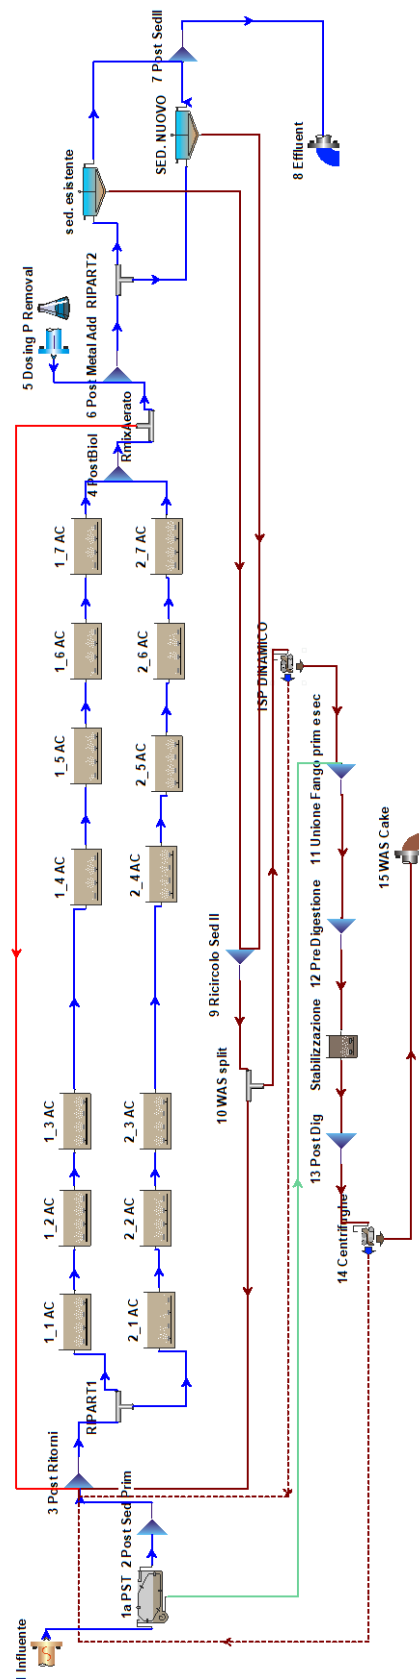 Influente
1a PST
2 Post Sed Prim
3 Post Ritorni
RIPART1
1_1 AC
1_2 AC
1_3 AC
1_4 AC
1_5 AC
1_6 AC
1_7 AC
2_1 AC
2_2 AC
2_3 AC
2_4 AC
2_5 AC
2_6 AC
2_7 AC
4 PostBiol
RmixAerato
5 Dosing P Removal
6 Post Metal Add
RIPART2
sed. esistente
SED. NUOVO
7 Post SedII
8 Effluent
9 Ricircolo Sed II
10 WAS split
ISP DINAMICO
11 Unione Fango prim e sec
12 Pre Digestione
Stabilizzazione
13 Post Dig
14 Centrifughe
15 WAS Cake